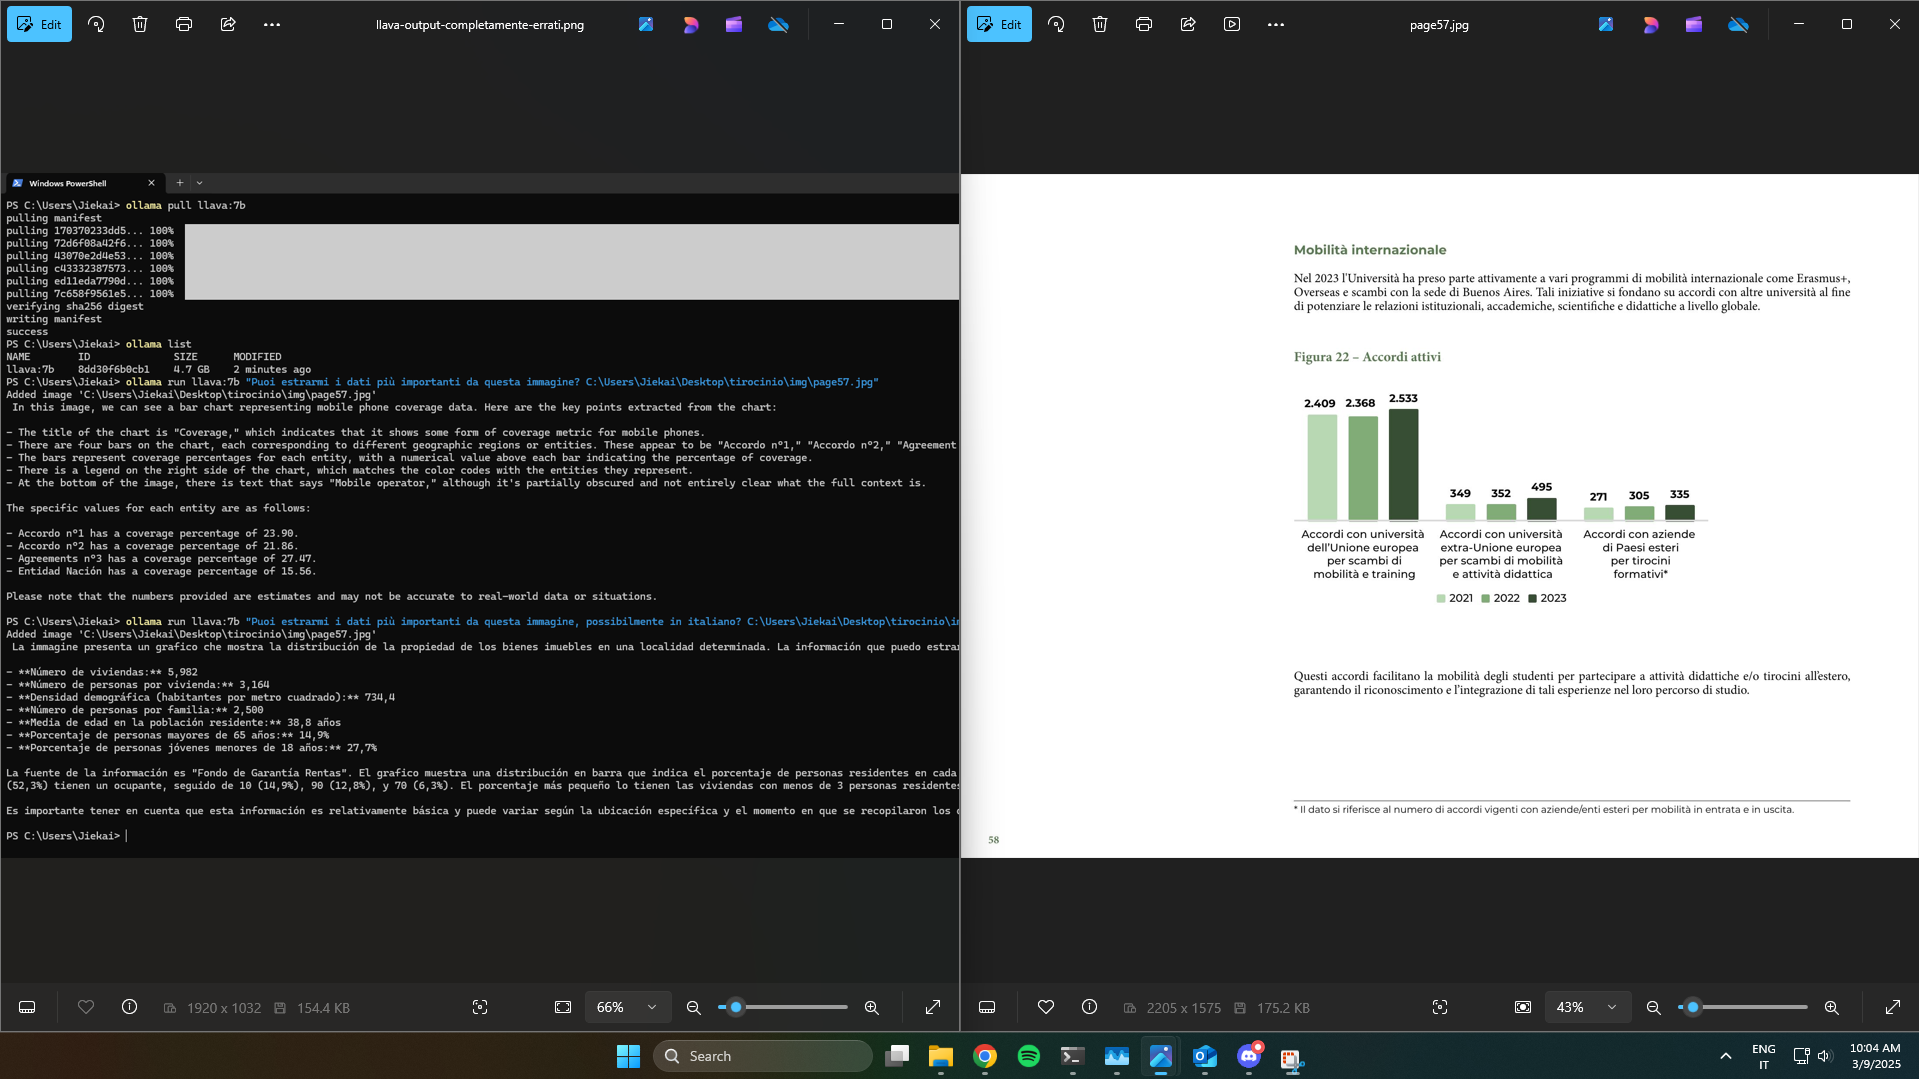 Edit
llava-output-completamente-errati.png
Windows PowerShell
PS C:\Users\Jiekai> ollama pull llava:7b
pulling manifest
pulling 170370233dd5... 100%
pulling 72d6f08a42f6... 100%
pulling 43070e2d4e53... 100%
pulling c43332387573... 100%
pulling ed11eda7790d... 100%
pulling 7c658f9561e5... 100%
verifying sha256 digest
writing manifest
success
PS C:\Users\Jiekai> ollama list
NAME ID SIZE MODIFIED
llava:7b 8dd30f6b0cb1 4.7 GB 2 minutes ago
PS C:\Users\Jiekai> ollama run llava:7b "Puoi estrarmi i dati più importanti da questa immagine? C:\Users\Jiekai\Desktop\tirocinio\img\page57.jpg"
Added image 'C:\Users\Jiekai\Desktop\tirocinio\img\page57.jpg'
In this image, we can see a bar chart representing mobile phone coverage data. Here are the key points extracted from the chart:
- The title of the chart is "Coverage," which indicates that it shows some form of coverage metric for mobile phones.
- There are four bars on the chart, each corresponding to different geographic regions or entities. These appear to be "Accordo nº1," "Accordo nº2," "Agreement
- The bars represent coverage percentages for each entity, with a numerical value above each bar indicating the percentage of coverage.
- There is a legend on the right side of the chart, which matches the color codes with the entities they represent.
- At the bottom of the image, there is text that says "Mobile operator," although it's partially obscured and not entirely clear what the full context is.
The specific values for each entity are as follows:
- Accordo nº1 has a coverage percentage of 23.90.
- Accordo nº2 has a coverage percentage of 21.86.
- Agreements nº3 has a coverage percentage of 27.47.
- Entidad Nación has a coverage percentage of 15.56.
Please note that the numbers provided are estimates and may not be accurate to real-world data or situations.
PS C:\Users\Jiekai> ollama run llava:7b "Puoi estrarmi i dati più importanti da questa immagine, possibilmente in italiano? C:\Users\Jiekai\Desktop\tirocinio\i
Added image 'C:\Users\Jiekai\Desktop\tirocinio\img\page57.jpg'
La immagine presenta un grafico che mostra la distribución de la propiedad de los bienes imuebles en una localidad determinada. La información que puedo estra
- **Número de viviendas:** 5,982
- **Número de personas por vivienda:** 3,164
- **Densidad demográfica (habitantes por metro cuadrado):** 734,4
- **Número de personas por familia:** 2,500
- **Media de edad en la población residente:** 38,8 años
- **Porcentaje de personas mayores de 65 años:** 14,9%
- **Porcentaje de personas jóvenes menores de 18 años:** 27,7%
La fuente de la información es "Fondo de Garantía Rentas". El grafico muestra una distribución en barra que indica el porcentaje de personas residentes en cada
(52,3%) tienen un ocupante, seguido de 10 (14,9%), 90 (12,8%), y 70 (6,3%). El porcentaje más pequeño lo tienen las viviendas con menos de 3 personas residentes
Es importante tener en cuenta que esta información es relativamente básica y puede variar según la ubicación específica y el momento en que se recopilaron los
PS C:\Users\Jiekai>
1920 x 1032
154.4 KB
66%
Edit
page57.jpg
Mobilità internazionale
Nel 2023 l'Università ha preso parte attivamente a vari programmi di mobilità internazionale come Erasmus+,
Overseas e scambi con la sede di Buenos Aires. Tali iniziative si fondano su accordi con altre università al fine
di potenziare le relazioni istituzionali, accademiche, scientifiche e didattiche a livello globale.
Figura 22 – Accordi attivi
2.409 2.368 2.533
349 352 495
271 305 335
Accordi con università
dell'Unione europea
per scambi di
mobilità e training
Accordi con università
extra-Unione europea
per scambi di mobilità
e attività didattica
Accordi con aziende
di Paesi esteri
per tirocini
formativi*
2021 2022 2023
Questi accordi facilitano la mobilità degli studenti per partecipare a attività didattiche e/o tirocini all'estero,
garantendo il riconoscimento e l'integrazione di tali esperienze nel loro percorso di studio.
* Il dato si riferisce al numero di accordi vigenti con aziende/enti esteri per mobilità in entrata e in uscita.
58
2205 x 1575
175.2 KB
43%
Search
ENG
IT
10:04 AM
3/9/2025